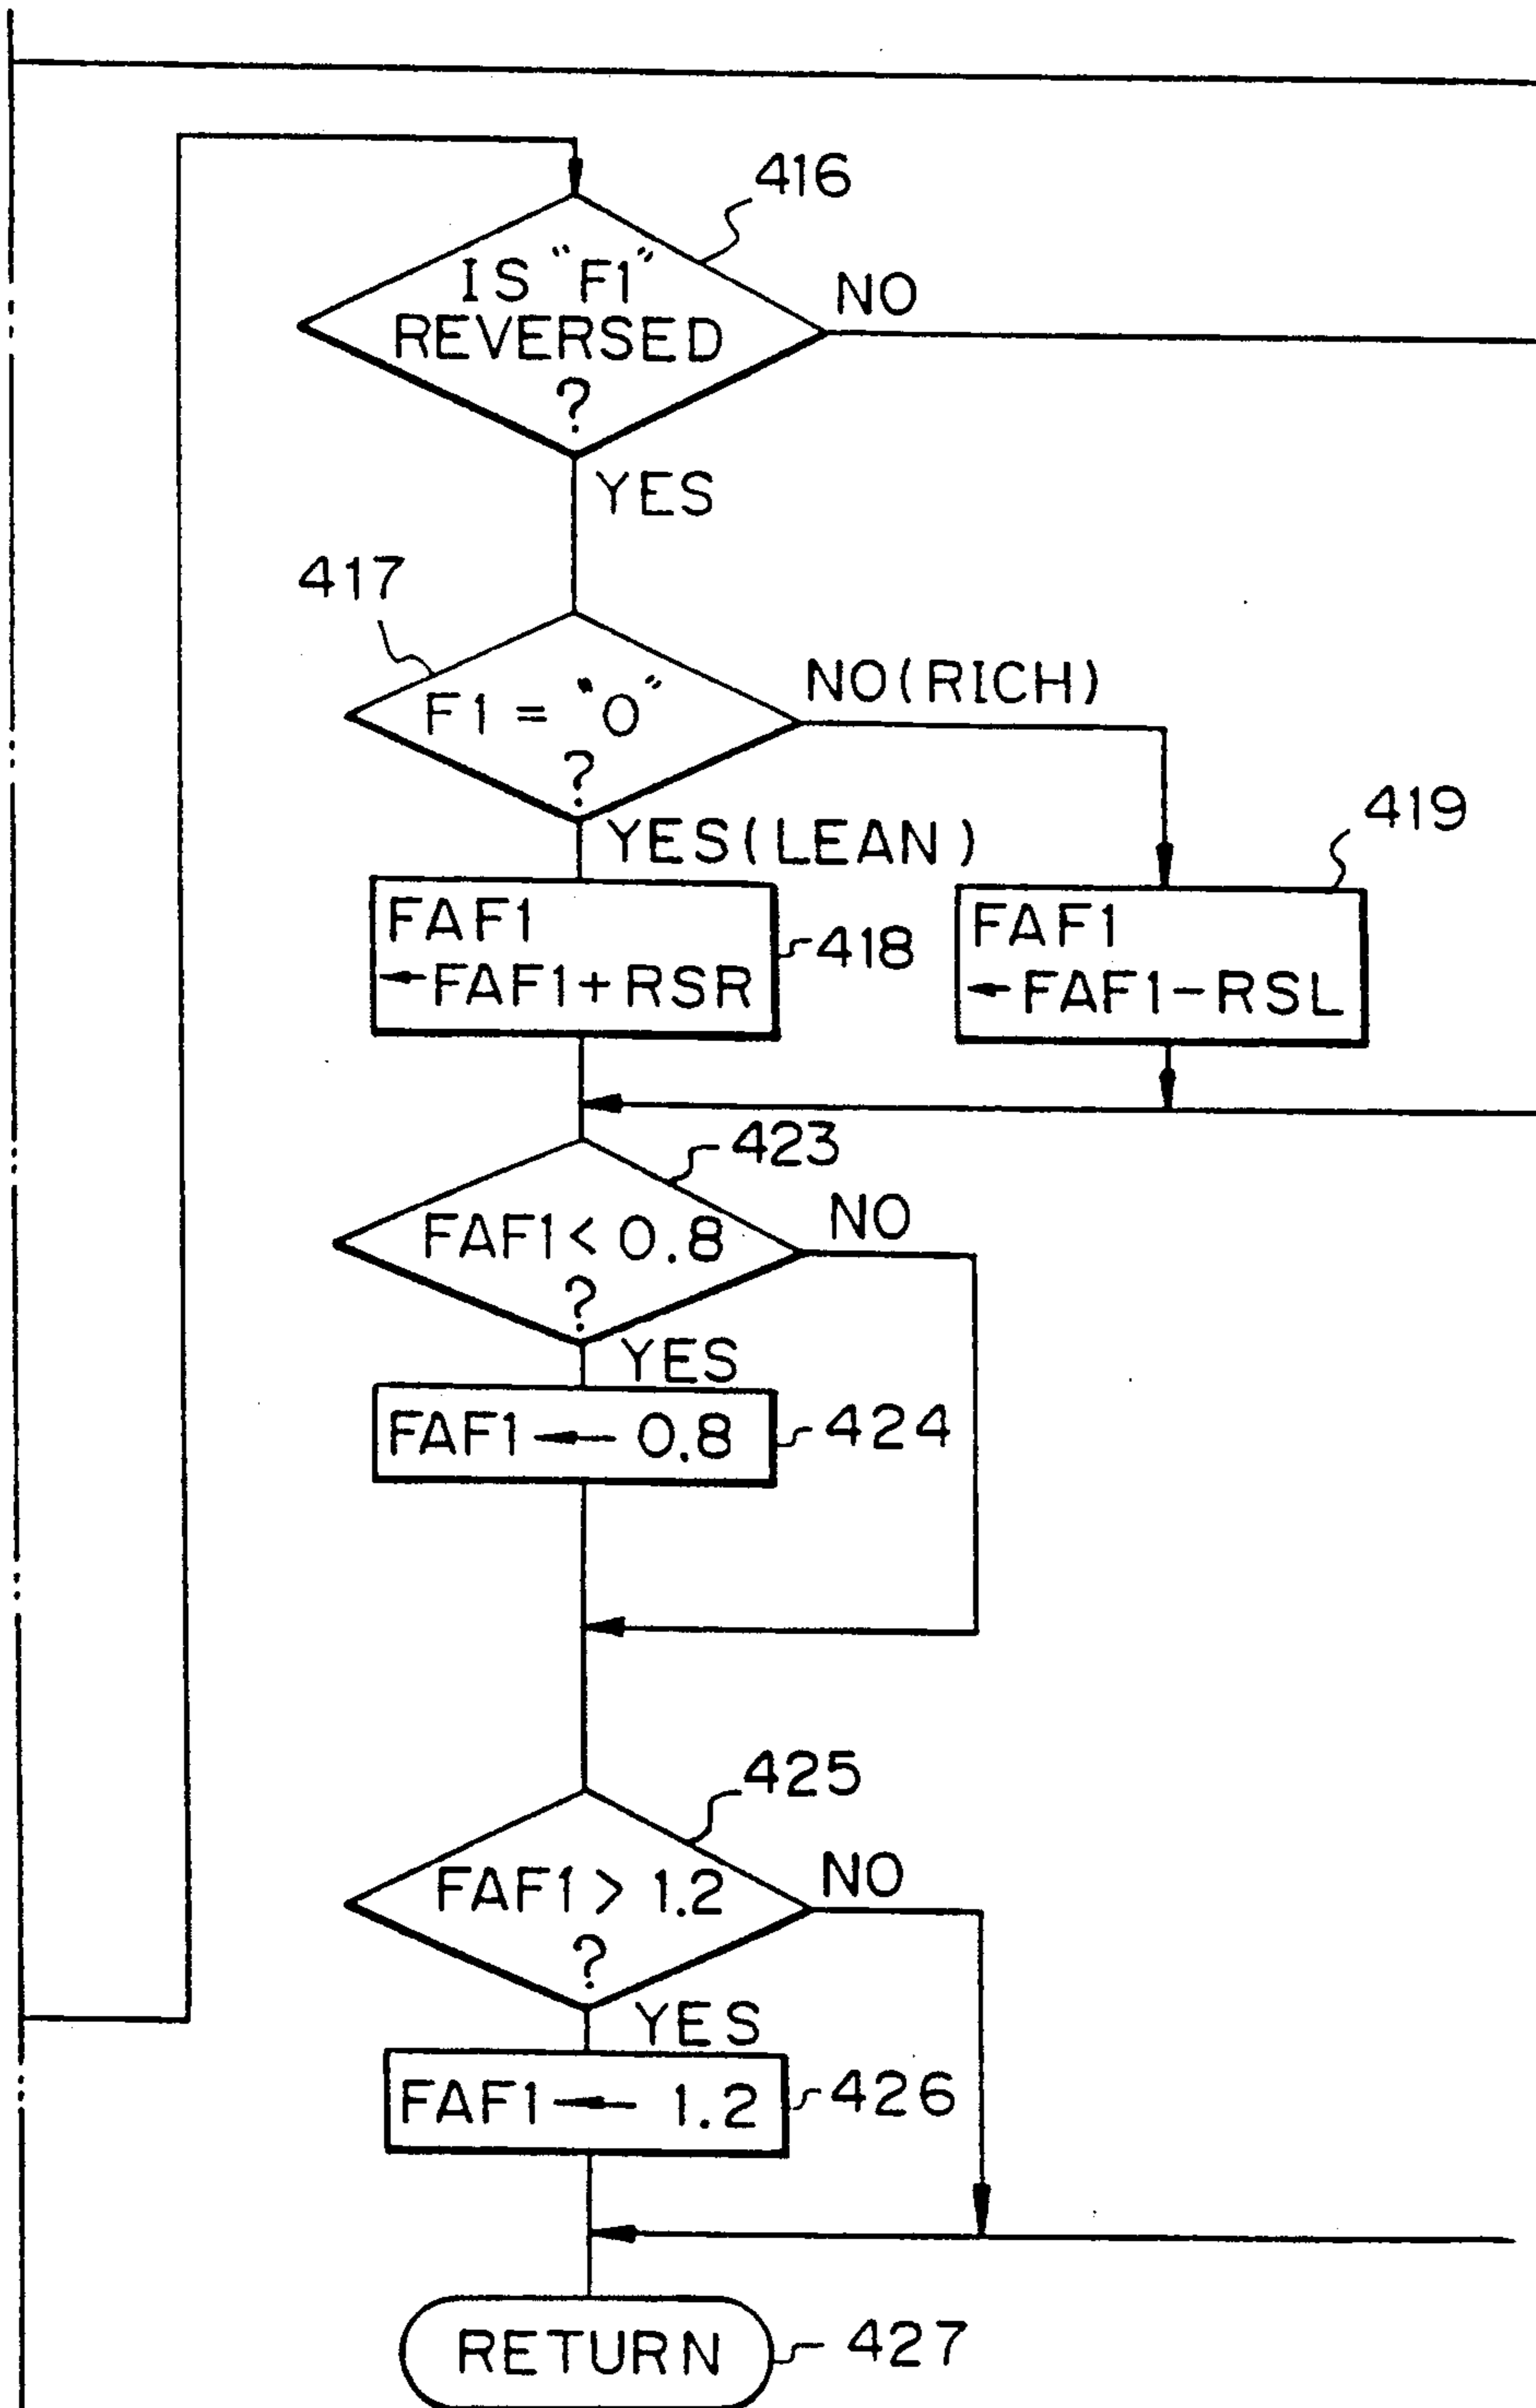 416
IS "F1"
REVERSED
?
NO
YES
417
F1 = "0"
?
NO(RICH)
YES(LEAN)
419
FAF1
←FAF1+RSR
418
FAF1
←FAF1-RSL
423
FAF1< 0.8
?
NO
YES
FAF1 ← 0.8
424
425
FAF1 > 1.2
?
NO
YES
FAF1 ← 1.2
426
RETURN
427